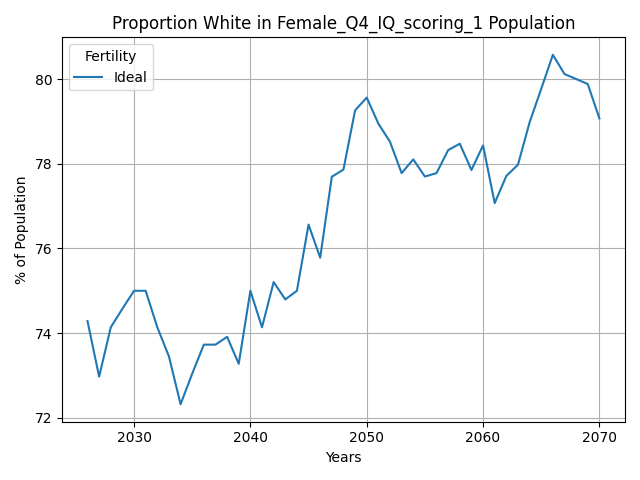 Proportion White in Female_Q4_IQ_scoring_1 Population
Fertility
Ideal
80
78
76
74
72
% of Population
2030 2040 2050 2060 2070
Years